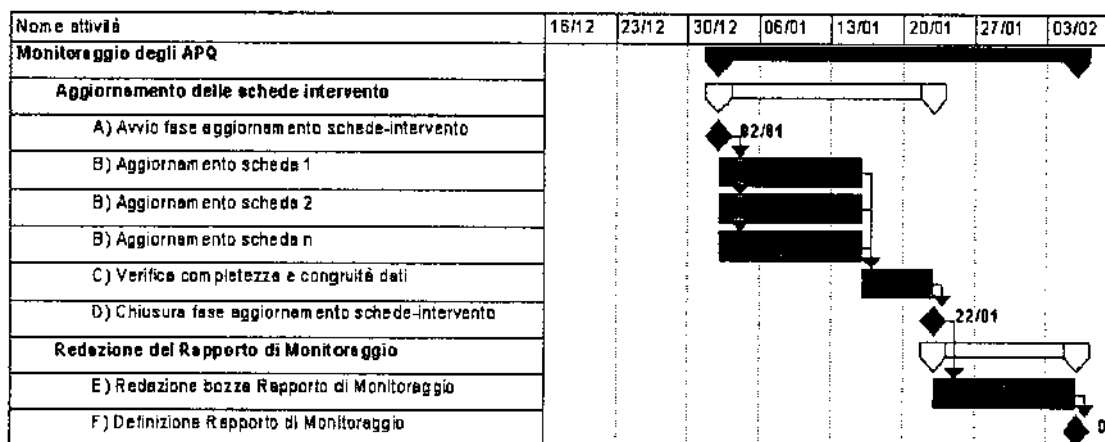 Nome attività 16/12 23/12 30/12 06/01 13/01 20/01 27/01 03/02
Monitoraggio degli APQ
Aggiornamento delle schede intervento
A) Avvio fase aggiornamento schede-intervento 02/01
B) Aggiornamento scheda 1
B) Aggiornamento scheda 2
B) Aggiornamento scheda n
C) Verifica completezza e congruità dati
D) Chiusura fase aggiornamento schede-intervento 22/01
Redazione del Rapporto di Monitoraggio
E) Redazione bozza Rapporto di Monitoraggio
F) Definizione Rapporto di Monitoraggio